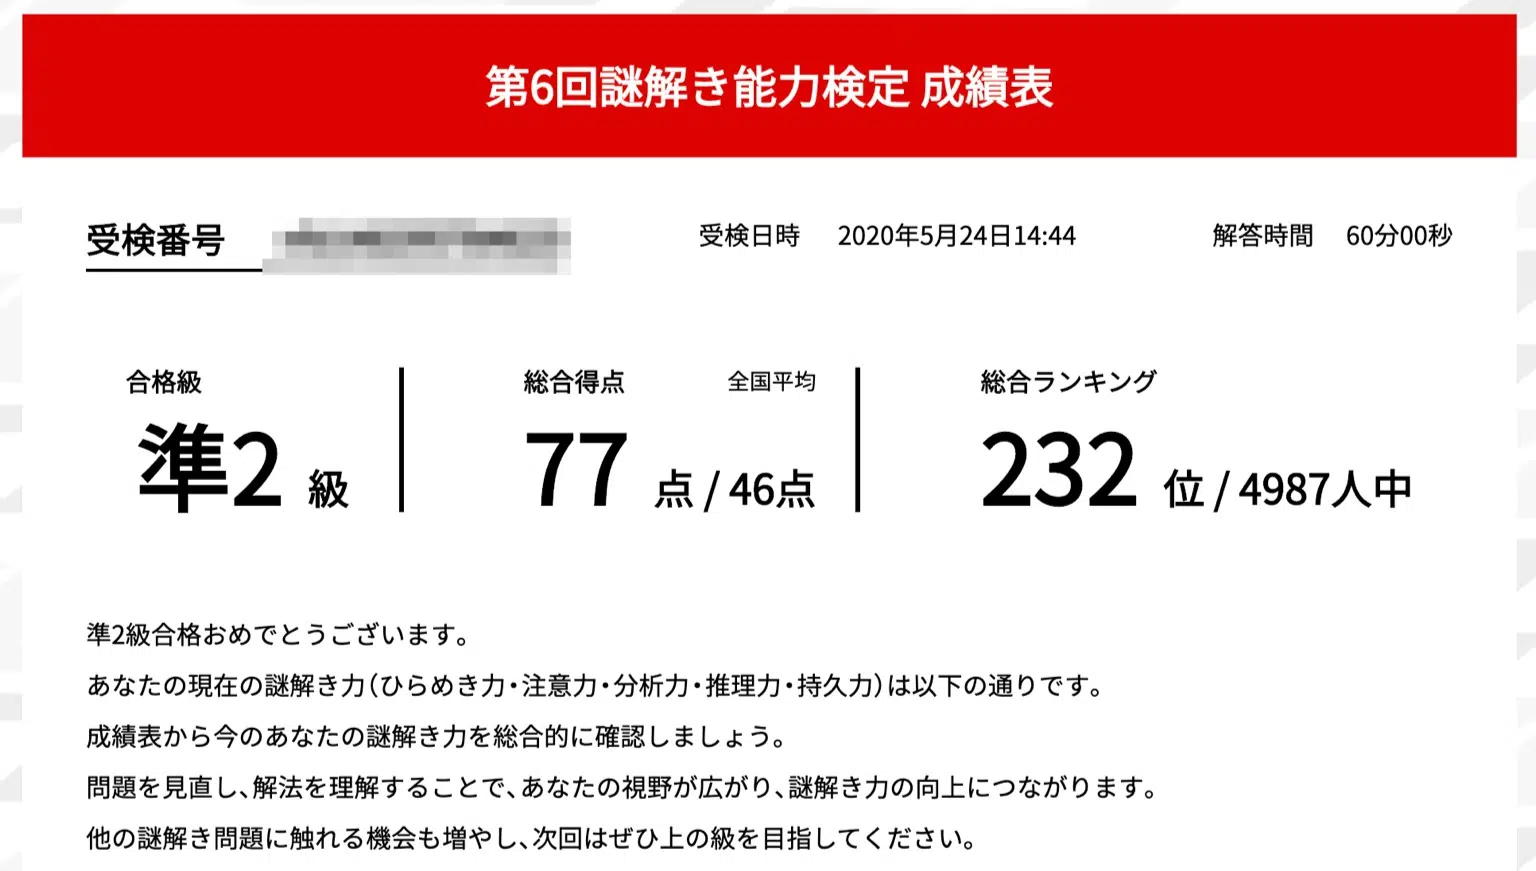 第6回謎解き能力検定 成績表
受検番号
受検日時 2020年5月24日14:44
解答時間 60分00秒
合格級
準2 級
総合得点 全国平均
77 点 / 46点
総合ランキング
232 位 / 4987人中
準2級合格おめでとうございます。
あなたの現在の謎解き力（ひらめき力・注意力・分析力・推理力・持久力）は以下の通りです。
成績表から今のあなたの謎解き力を総合的に確認しましょう。
問題を見直し、解法を理解することで、あなたの視野が広がり、謎解き力の向上につながります。
他の謎解き問題に触れる機会も増やし、次回はぜひ上の級を目指してください。